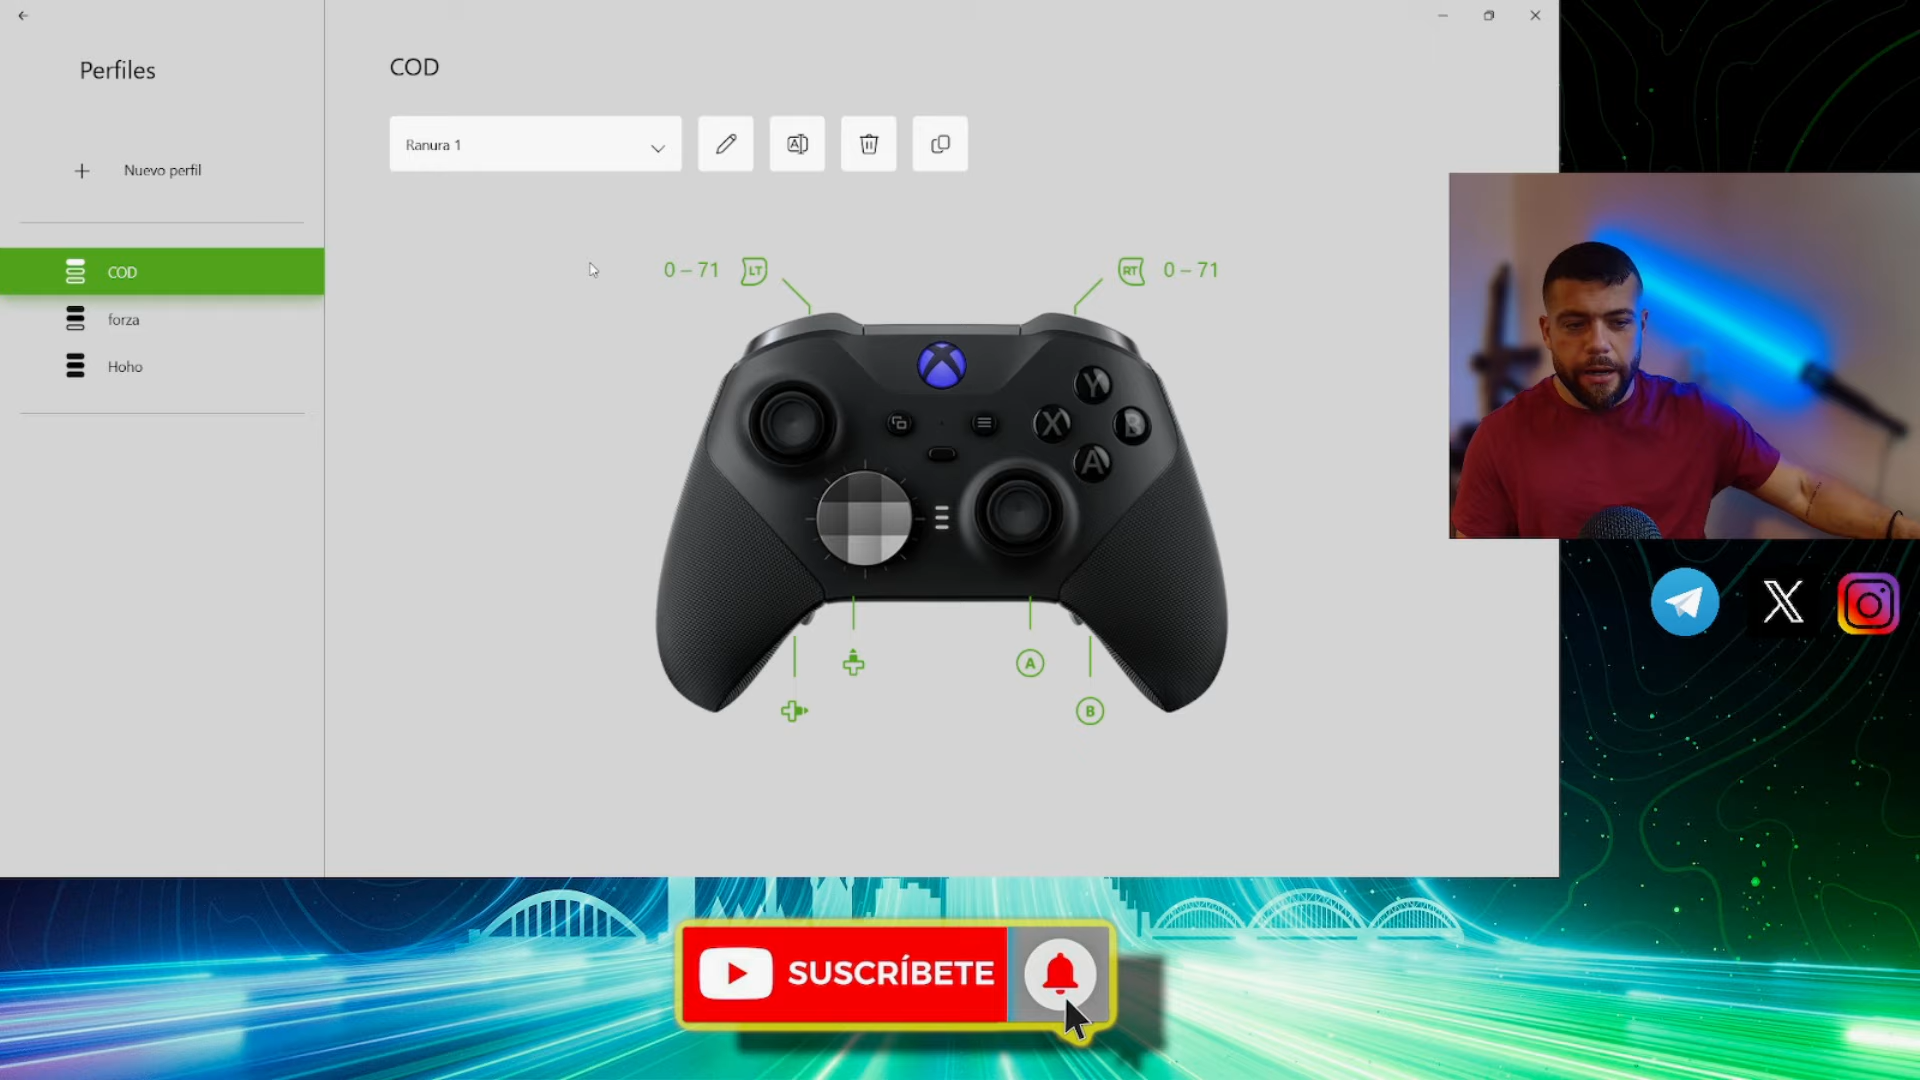 Perfiles
COD
Ranura 1
Nuevo perfil
COD
forza
Hoho
0 – 71 LT
RT 0 – 71
Y
X
B
A
A
B
SUSCRÍBETE